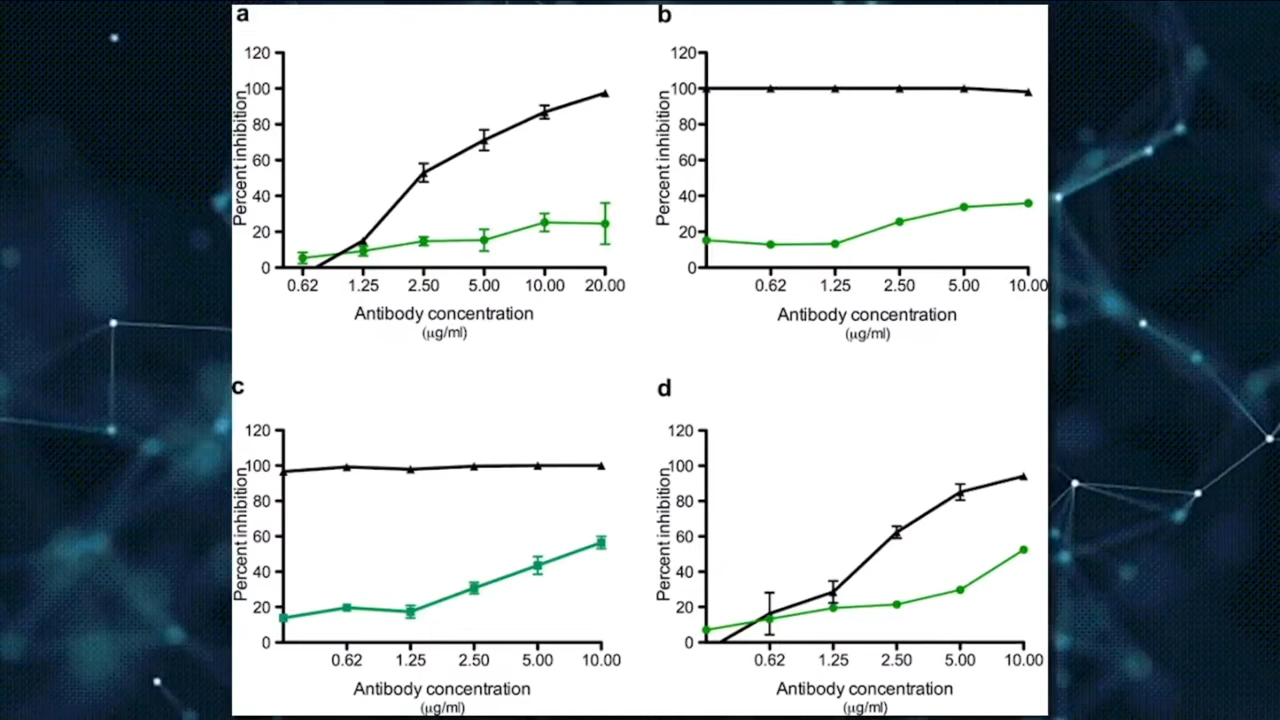 a
120
100
80
60
40
20
0
Percent inhibition
0.62 1.25 2.50 5.00 10.00 20.00
Antibody concentration
(μg/ml)
b
120
100
80
60
40
20
0
Percent inhibition
0.62 1.25 2.50 5.00 10.00
Antibody concentration
(μg/ml)
c
120
100
80
60
40
20
0
Percent inhibition
0.62 1.25 2.50 5.00 10.00
Antibody concentration
(μg/ml)
d
120
100
80
60
40
20
0
Percent inhibition
0.62 1.25 2.50 5.00 10.00
Antibody concentration
(μg/ml)